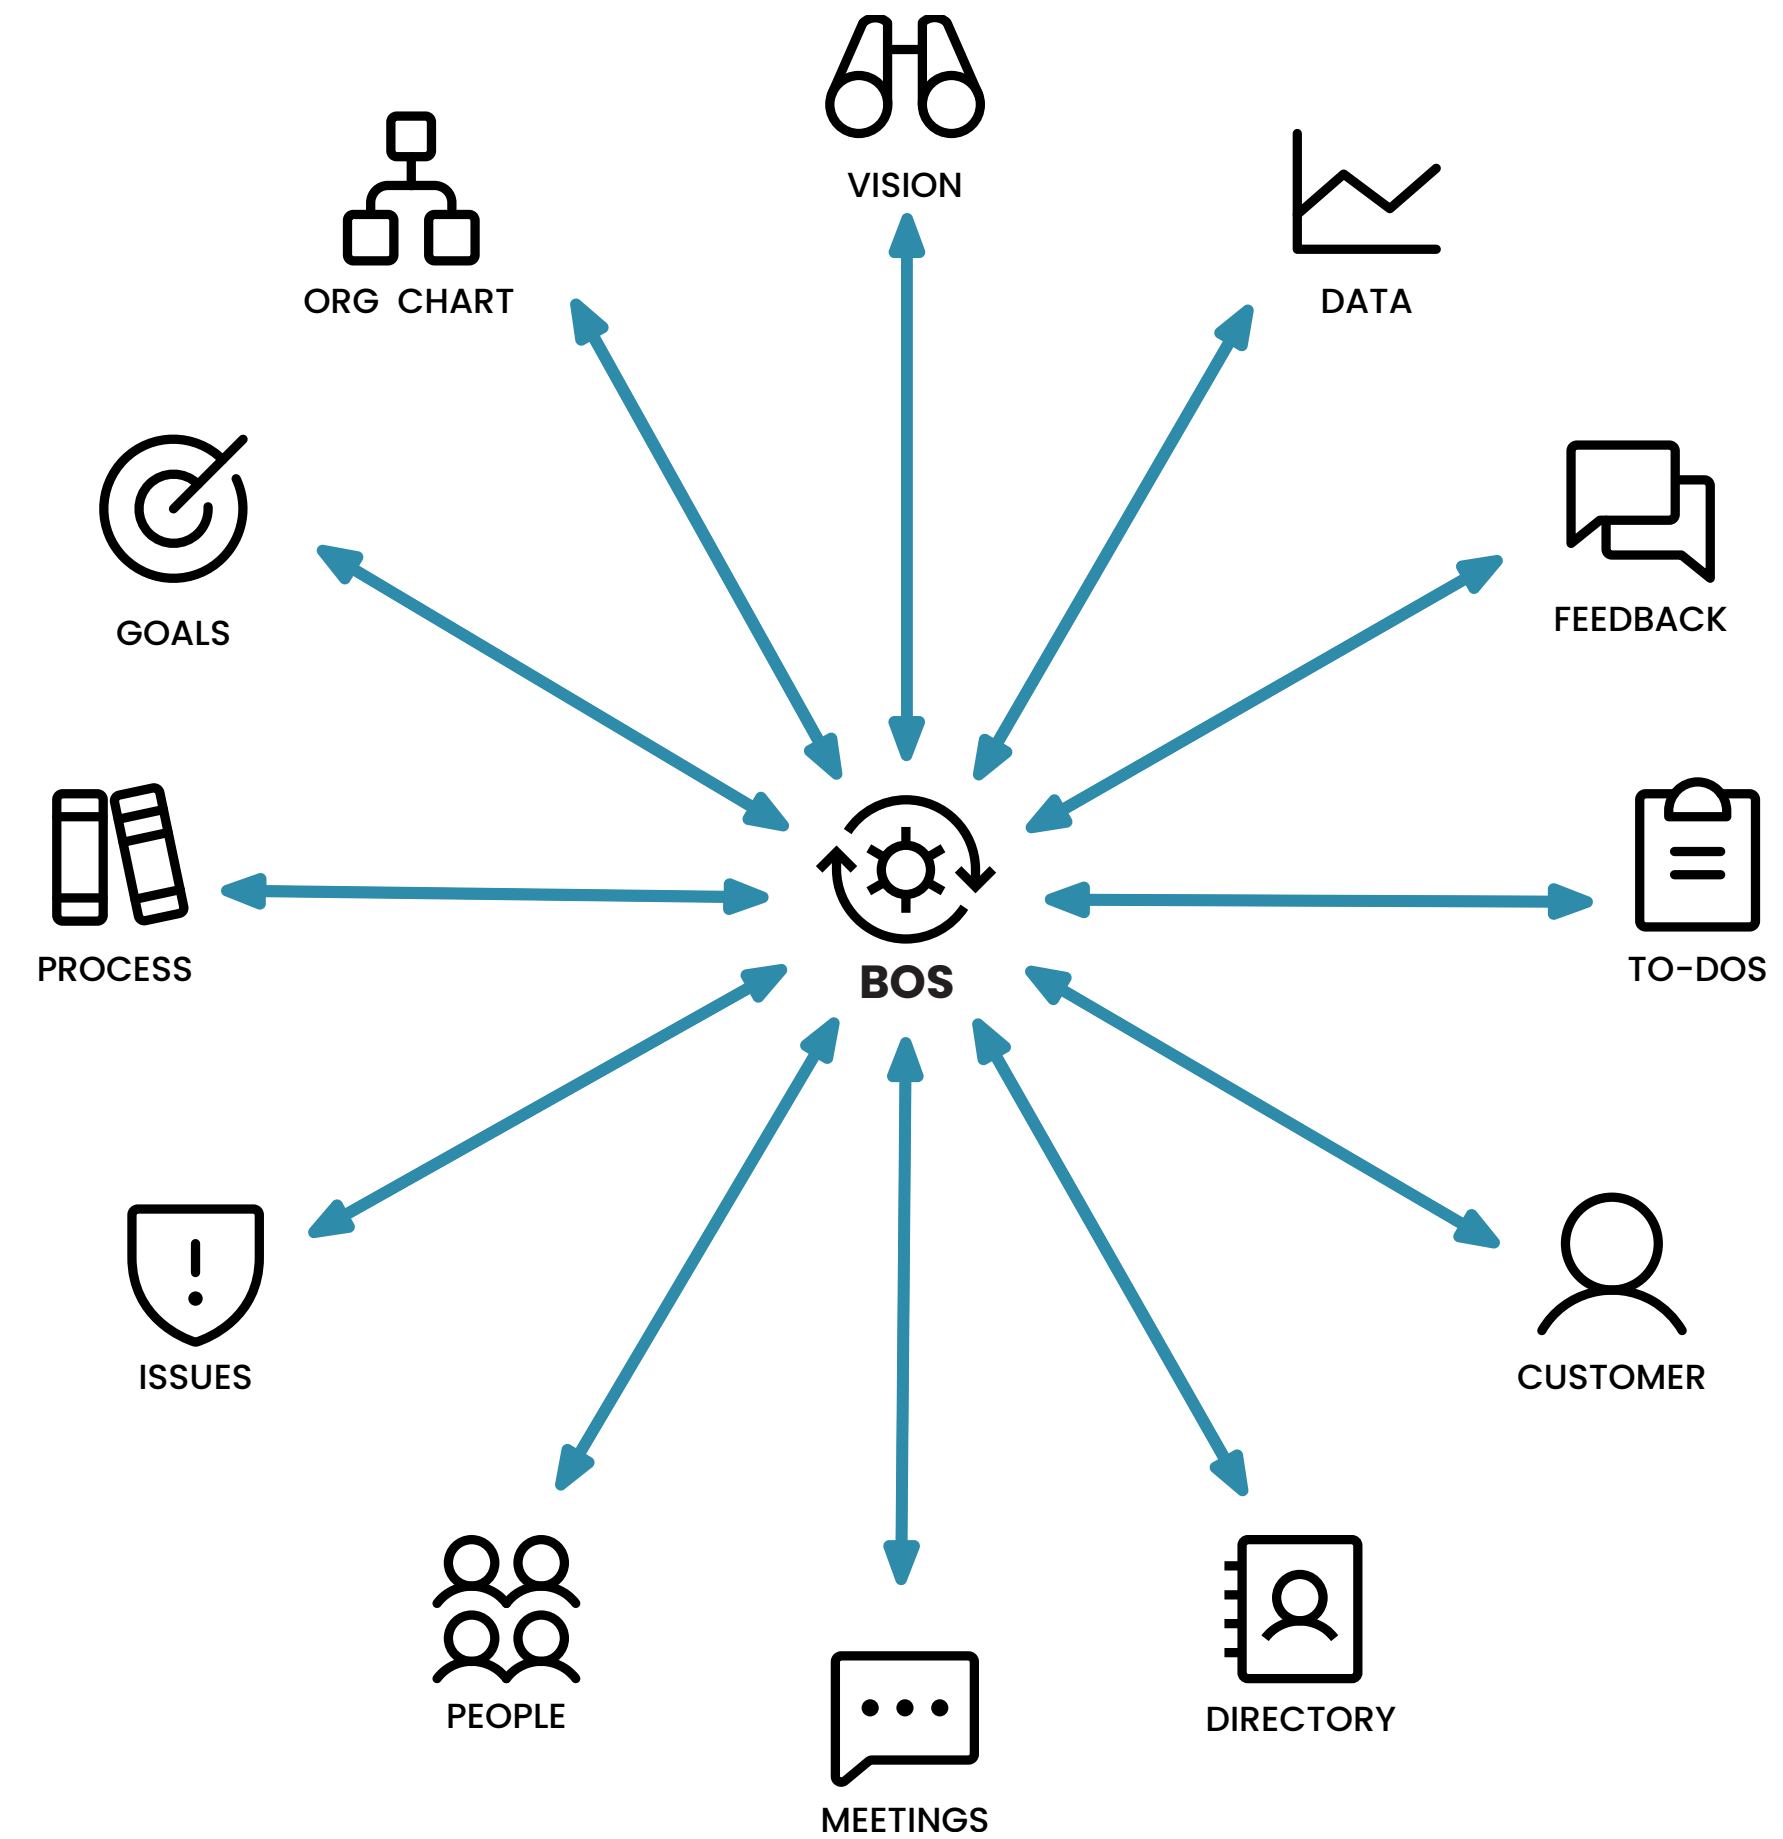 VISION
ORG CHART
DATA
GOALS
FEEDBACK
PROCESS
BOS
TO-DOS
ISSUES
CUSTOMER
PEOPLE
DIRECTORY
MEETINGS